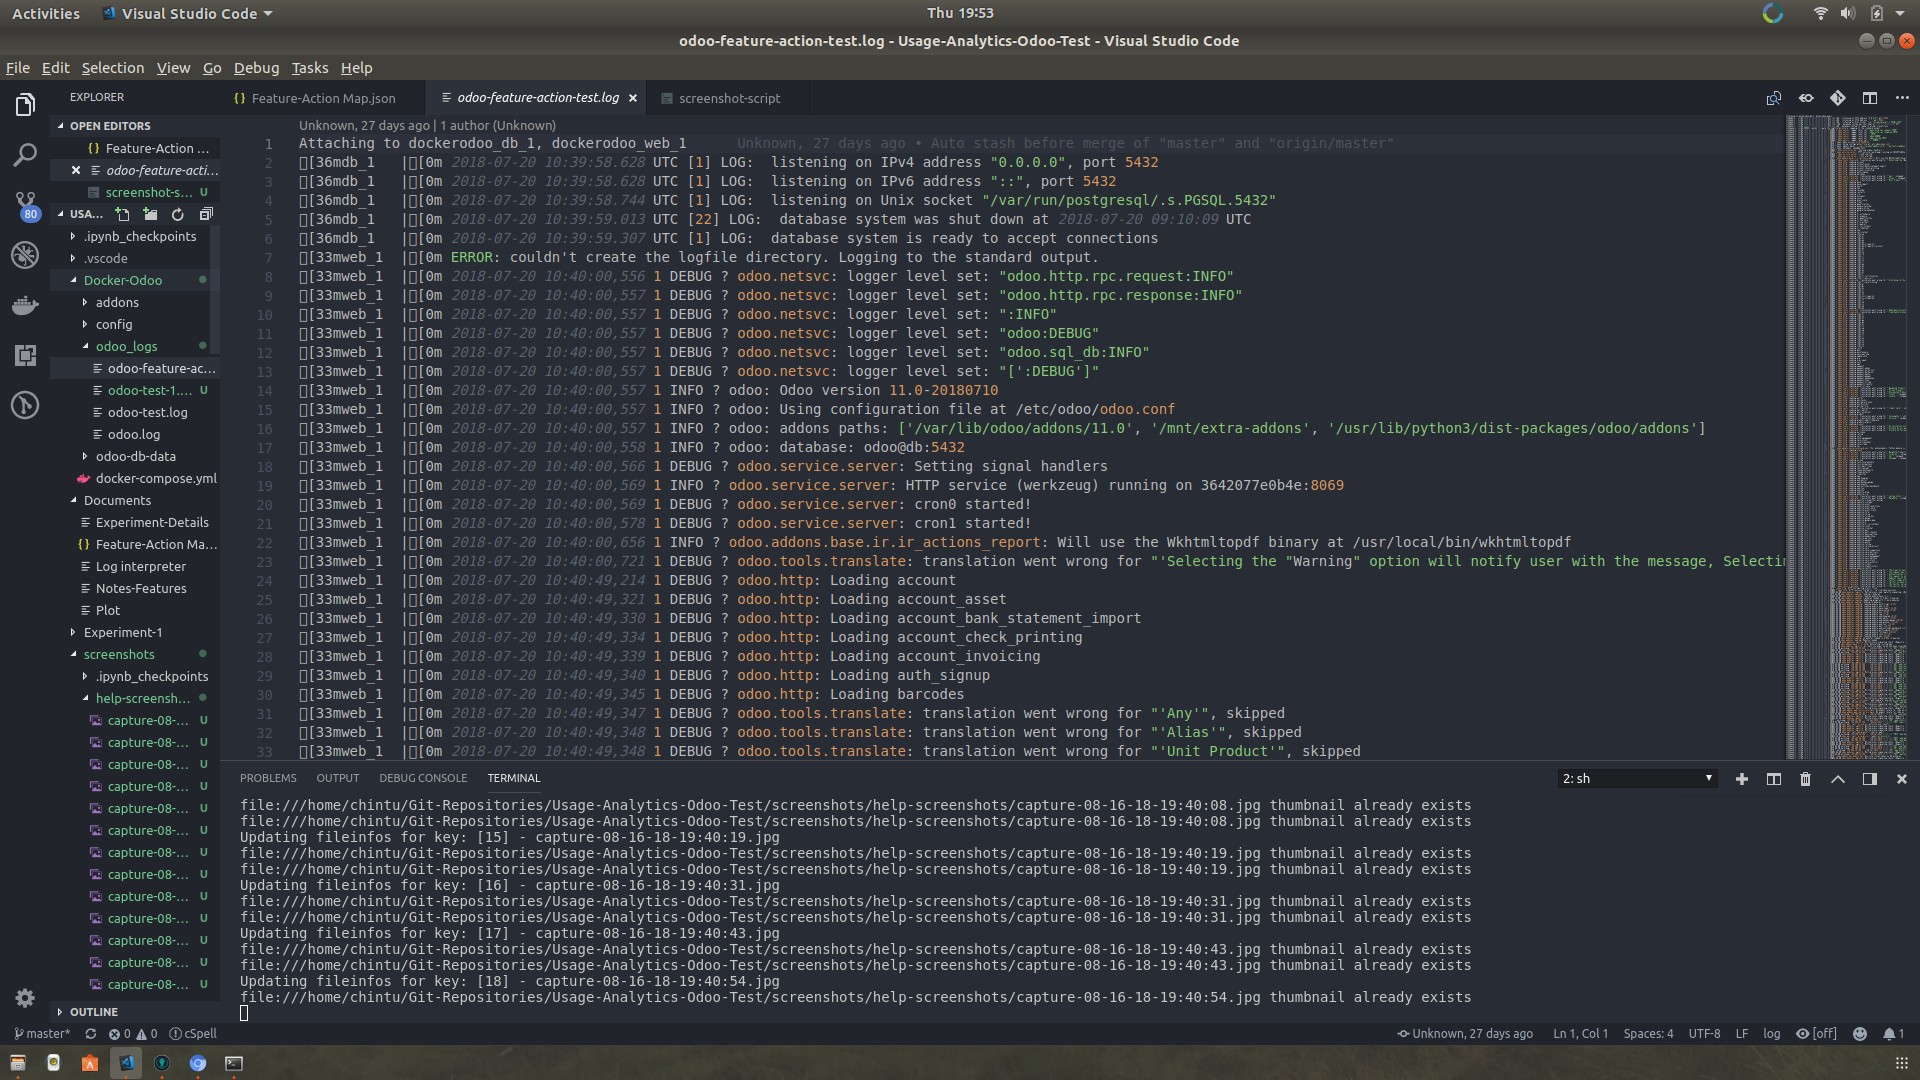 Activities
Visual Studio Code
Thu 19:53
odoo-feature-action-test.log - Usage-Analytics-Odoo-Test - Visual Studio Code
File Edit Selection View Go Debug Tasks Help
EXPLORER
OPEN EDITORS
{} Feature-Action ...
odoo-feature-acti...
screenshot-s... U
USA...
.ipynb_checkpoints
.vscode
Docker-Odoo
addons
config
odoo_logs
odoo-feature-ac...
odoo-test-1.... U
odoo-test.log
odoo.log
odoo-db-data
docker-compose.yml
Documents
Experiment-Details
{} Feature-Action Ma...
Log interpreter
Notes-Features
Plot
Experiment-1
screenshots
.ipynb_checkpoints
help-screensh...
capture-08-... U
capture-08-... U
capture-08-... U
capture-08-... U
capture-08-... U
capture-08-... U
capture-08-... U
capture-08-... U
capture-08-... U
capture-08-... U
capture-08-... U
capture-08-... U
capture-08-... U
OUTLINE
80
{} Feature-Action Map.json
odoo-feature-action-test.log
screenshot-script
Unknown, 27 days ago | 1 author (Unknown)
1 Attaching to dockerodoo_db_1, dockerodoo_web_1 Unknown, 27 days ago • Auto stash before merge of "master" and "origin/master"
2 [36mdb_1 |[0m 2018-07-20 10:39:58.628 UTC [1] LOG: listening on IPv4 address "0.0.0.0", port 5432
3 [36mdb_1 |[0m 2018-07-20 10:39:58.628 UTC [1] LOG: listening on IPv6 address "::", port 5432
4 [36mdb_1 |[0m 2018-07-20 10:39:58.744 UTC [1] LOG: listening on Unix socket "/var/run/postgresql/.s.PGSQL.5432"
5 [36mdb_1 |[0m 2018-07-20 10:39:59.013 UTC [22] LOG: database system was shut down at 2018-07-20 09:10:09 UTC
6 [36mdb_1 |[0m 2018-07-20 10:39:59.307 UTC [1] LOG: database system is ready to accept connections
7 [33mweb_1 |[0m ERROR: couldn't create the logfile directory. Logging to the standard output.
8 [33mweb_1 |[0m 2018-07-20 10:40:00,556 1 DEBUG ? odoo.netsvc: logger level set: "odoo.http.rpc.request:INFO"
9 [33mweb_1 |[0m 2018-07-20 10:40:00,557 1 DEBUG ? odoo.netsvc: logger level set: "odoo.http.rpc.response:INFO"
10 [33mweb_1 |[0m 2018-07-20 10:40:00,557 1 DEBUG ? odoo.netsvc: logger level set: ":INFO"
11 [33mweb_1 |[0m 2018-07-20 10:40:00,557 1 DEBUG ? odoo.netsvc: logger level set: "odoo:DEBUG"
12 [33mweb_1 |[0m 2018-07-20 10:40:00,557 1 DEBUG ? odoo.netsvc: logger level set: "odoo.sql_db:INFO"
13 [33mweb_1 |[0m 2018-07-20 10:40:00,557 1 DEBUG ? odoo.netsvc: logger level set: "[':DEBUG']"
14 [33mweb_1 |[0m 2018-07-20 10:40:00,557 1 INFO ? odoo: Odoo version 11.0-20180710
15 [33mweb_1 |[0m 2018-07-20 10:40:00,557 1 INFO ? odoo: Using configuration file at /etc/odoo/odoo.conf
16 [33mweb_1 |[0m 2018-07-20 10:40:00,557 1 INFO ? odoo: addons paths: ['/var/lib/odoo/addons/11.0', '/mnt/extra-addons', '/usr/lib/python3/dist-packages/odoo/addons']
17 [33mweb_1 |[0m 2018-07-20 10:40:00,558 1 INFO ? odoo: database: odoo@db:5432
18 [33mweb_1 |[0m 2018-07-20 10:40:00,566 1 DEBUG ? odoo.service.server: Setting signal handlers
19 [33mweb_1 |[0m 2018-07-20 10:40:00,569 1 INFO ? odoo.service.server: HTTP service (werkzeug) running on 3642077e0b4e:8069
20 [33mweb_1 |[0m 2018-07-20 10:40:00,569 1 DEBUG ? odoo.service.server: cron0 started!
21 [33mweb_1 |[0m 2018-07-20 10:40:00,578 1 DEBUG ? odoo.service.server: cron1 started!
22 [33mweb_1 |[0m 2018-07-20 10:40:00,656 1 INFO ? odoo.addons.base.ir.ir_actions_report: Will use the Wkhtmltopdf binary at /usr/local/bin/wkhtmltopdf
23 [33mweb_1 |[0m 2018-07-20 10:40:00,721 1 DEBUG ? odoo.tools.translate: translation went wrong for "'Selecting the "Warning" option will notify user with the message, Selectin
24 [33mweb_1 |[0m 2018-07-20 10:40:49,214 1 DEBUG ? odoo.http: Loading account
25 [33mweb_1 |[0m 2018-07-20 10:40:49,321 1 DEBUG ? odoo.http: Loading account_asset
26 [33mweb_1 |[0m 2018-07-20 10:40:49,330 1 DEBUG ? odoo.http: Loading account_bank_statement_import
27 [33mweb_1 |[0m 2018-07-20 10:40:49,334 1 DEBUG ? odoo.http: Loading account_check_printing
28 [33mweb_1 |[0m 2018-07-20 10:40:49,339 1 DEBUG ? odoo.http: Loading account_invoicing
29 [33mweb_1 |[0m 2018-07-20 10:40:49,340 1 DEBUG ? odoo.http: Loading auth_signup
30 [33mweb_1 |[0m 2018-07-20 10:40:49,345 1 DEBUG ? odoo.http: Loading barcodes
31 [33mweb_1 |[0m 2018-07-20 10:40:49,347 1 DEBUG ? odoo.tools.translate: translation went wrong for "'Any'", skipped
32 [33mweb_1 |[0m 2018-07-20 10:40:49,348 1 DEBUG ? odoo.tools.translate: translation went wrong for "'Alias'", skipped
33 [33mweb_1 |[0m 2018-07-20 10:40:49,348 1 DEBUG ? odoo.tools.translate: translation went wrong for "'Unit Product'", skipped
PROBLEMS OUTPUT DEBUG CONSOLE TERMINAL
2: sh
file:///home/chintu/Git-Repositories/Usage-Analytics-Odoo-Test/screenshots/help-screenshots/capture-08-16-18-19:40:08.jpg thumbnail already exists
file:///home/chintu/Git-Repositories/Usage-Analytics-Odoo-Test/screenshots/help-screenshots/capture-08-16-18-19:40:08.jpg thumbnail already exists
Updating fileinfos for key: [15] - capture-08-16-18-19:40:19.jpg
file:///home/chintu/Git-Repositories/Usage-Analytics-Odoo-Test/screenshots/help-screenshots/capture-08-16-18-19:40:19.jpg thumbnail already exists
file:///home/chintu/Git-Repositories/Usage-Analytics-Odoo-Test/screenshots/help-screenshots/capture-08-16-18-19:40:19.jpg thumbnail already exists
Updating fileinfos for key: [16] - capture-08-16-18-19:40:31.jpg
file:///home/chintu/Git-Repositories/Usage-Analytics-Odoo-Test/screenshots/help-screenshots/capture-08-16-18-19:40:31.jpg thumbnail already exists
file:///home/chintu/Git-Repositories/Usage-Analytics-Odoo-Test/screenshots/help-screenshots/capture-08-16-18-19:40:31.jpg thumbnail already exists
Updating fileinfos for key: [17] - capture-08-16-18-19:40:43.jpg
file:///home/chintu/Git-Repositories/Usage-Analytics-Odoo-Test/screenshots/help-screenshots/capture-08-16-18-19:40:43.jpg thumbnail already exists
file:///home/chintu/Git-Repositories/Usage-Analytics-Odoo-Test/screenshots/help-screenshots/capture-08-16-18-19:40:43.jpg thumbnail already exists
Updating fileinfos for key: [18] - capture-08-16-18-19:40:54.jpg
file:///home/chintu/Git-Repositories/Usage-Analytics-Odoo-Test/screenshots/help-screenshots/capture-08-16-18-19:40:54.jpg thumbnail already exists
master* 0 0 cSpell
Unknown, 27 days ago Ln 1, Col 1 Spaces: 4 UTF-8 LF log [off] 1